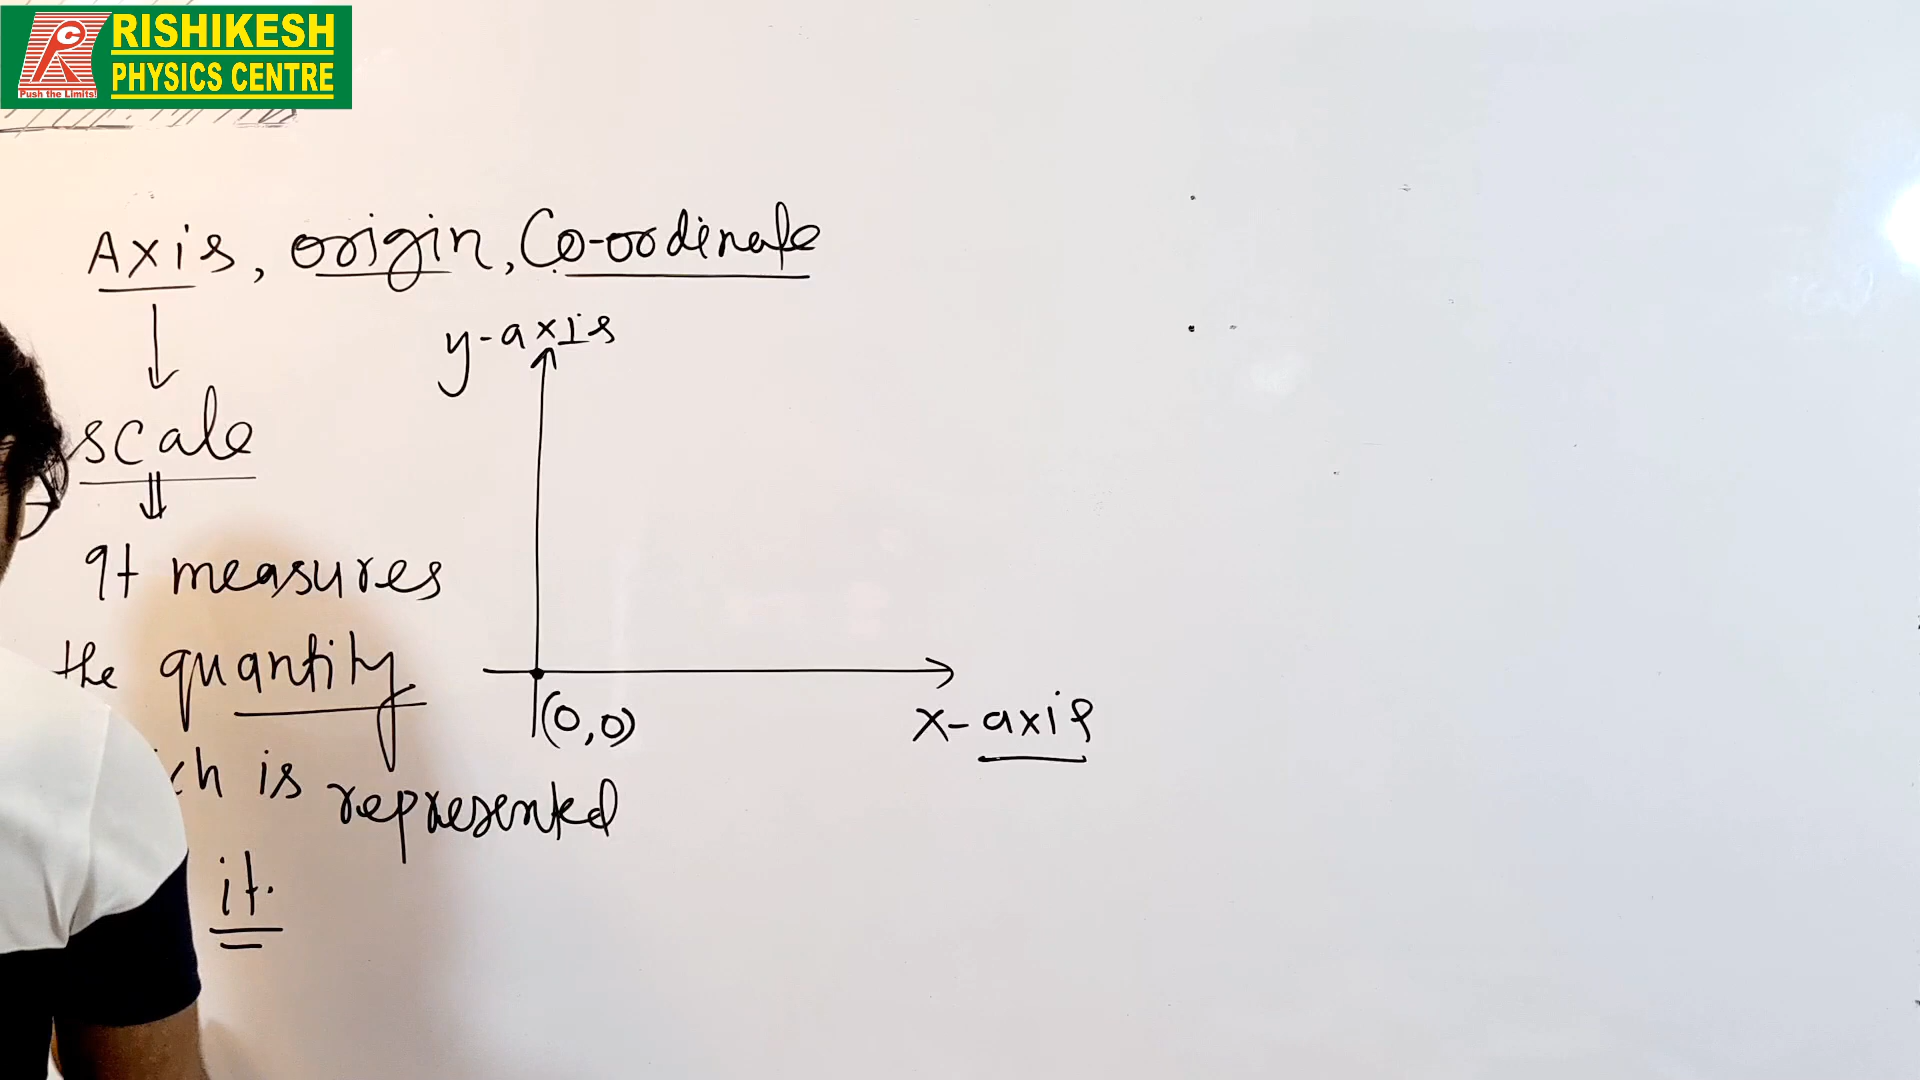 RISHIKESH
PHYSICS CENTRE
Push the Limits!
Axis, origin, Co-ordinate
y-axis
scale
It measures
the quantity
(0,0)
x-axis
ch is represented
it.